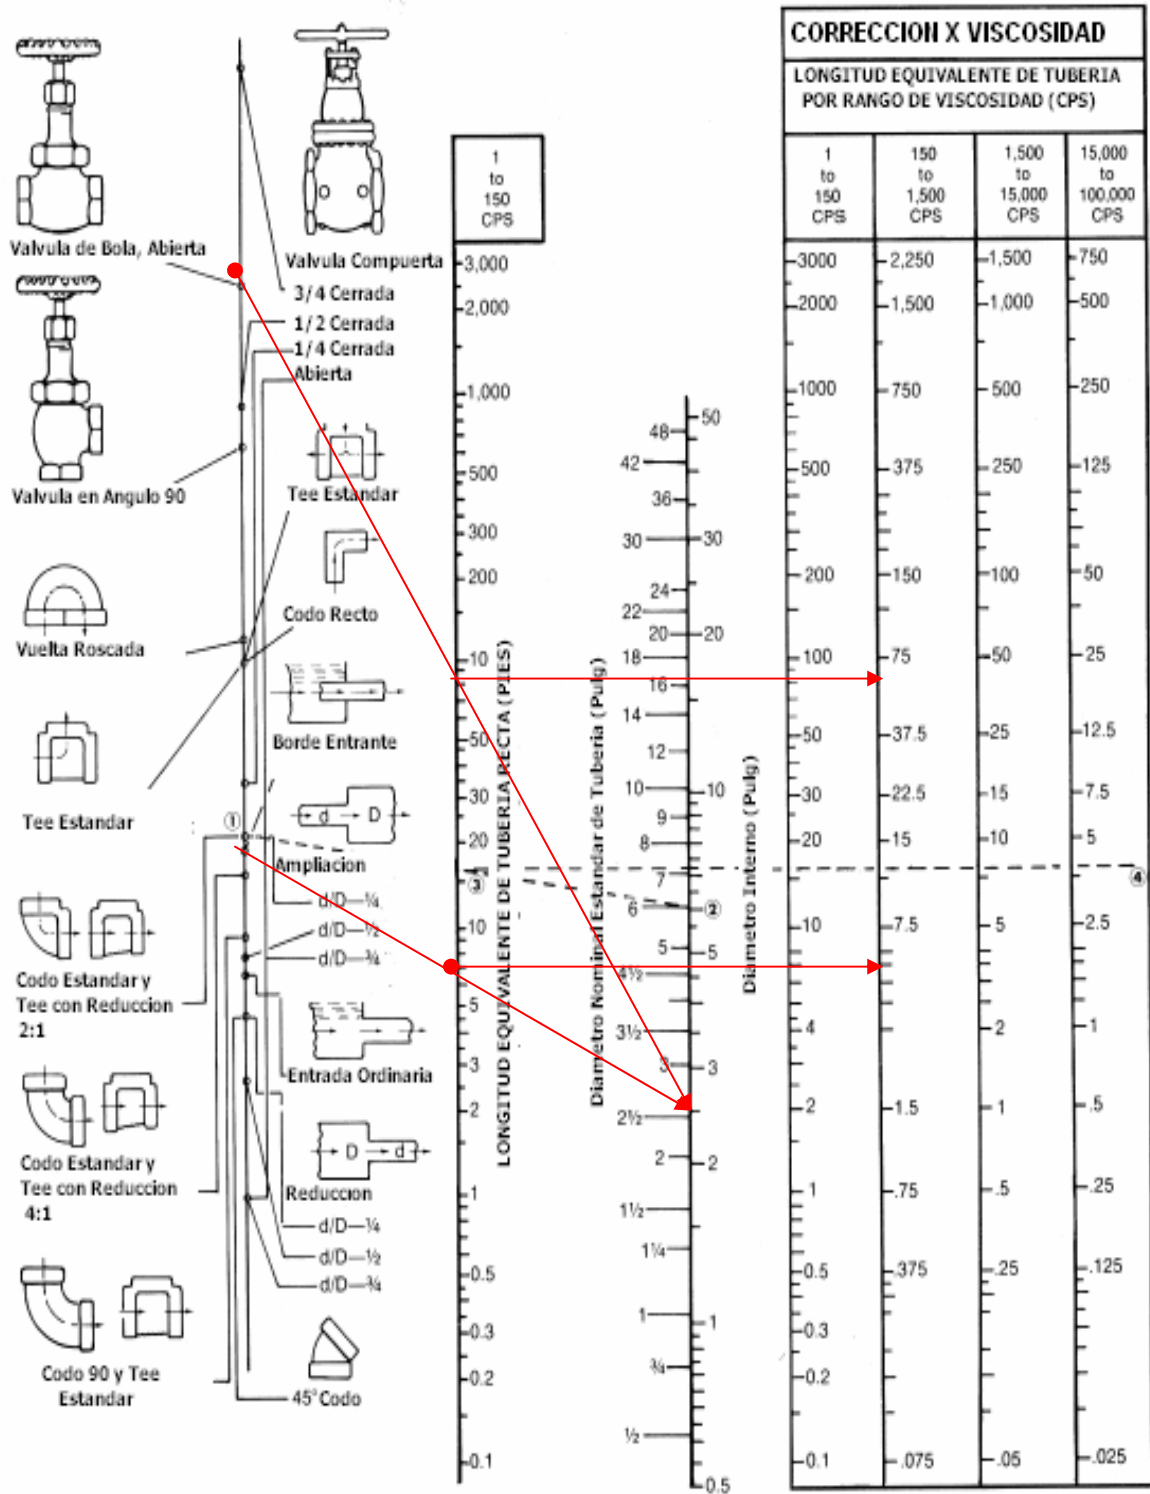 CORRECCION X VISCOSIDAD
LONGITUD EQUIVALENTE DE TUBERIA
POR RANGO DE VISCOSIDAD (CPS)
1
to
150
CPS
150
to
1,500
CPS
1,500
to
15,000
CPS
15,000
to
100,000
CPS
3000
2000
1000
500
200
100
50
30
20
10
4
2
1
0.5
0.3
0.2
0.1
2,250
1,500
750
375
150
75
37.5
22.5
15
7.5
1.5
.75
.375
.075
1,500
1,000
500
250
100
50
25
15
10
5
2
1
.5
.25
.05
750
500
250
125
50
25
12.5
7.5
5
④
2.5
1
.5
.25
.125
.025
Valvula de Bola, Abierta
Valvula en Angulo 90
Vuelta Roscada
Tee Estandar
Codo Estandar y
Tee con Reduccion
2:1
Codo Estandar y
Tee con Reduccion
4:1
Codo 90 y Tee
Estandar
①
Valvula Compuerta
3/4 Cerrada
1/2 Cerrada
1/4 Cerrada
Abierta
Tee Estandar
Codo Recto
Borde Entrante
d
D
Ampliacion
d/D—¼
d/D—½
d/D—¾
Entrada Ordinaria
D
d
Reduccion
d/D—¼
d/D—½
d/D—¾
45° Codo
1
to
150
CPS
3,000
2,000
1,000
500
300
200
10
50
30
20
③
10
5
3
2
1
0.5
0.3
0.2
0.1
LONGITUD EQUIVALENTE DE TUBERIA RECTA (PIES)
Diametro Nominal Estandar de Tuberia (Pulg)
48
42
36
30
24
22
20
18
16
14
12
10
9
8
7
6
5
4½
3½
3
2½
2
1½
1¼
1
¾
½
50
30
20
10
②
5
3
2
1
0.5
Diametro Interno (Pulg)